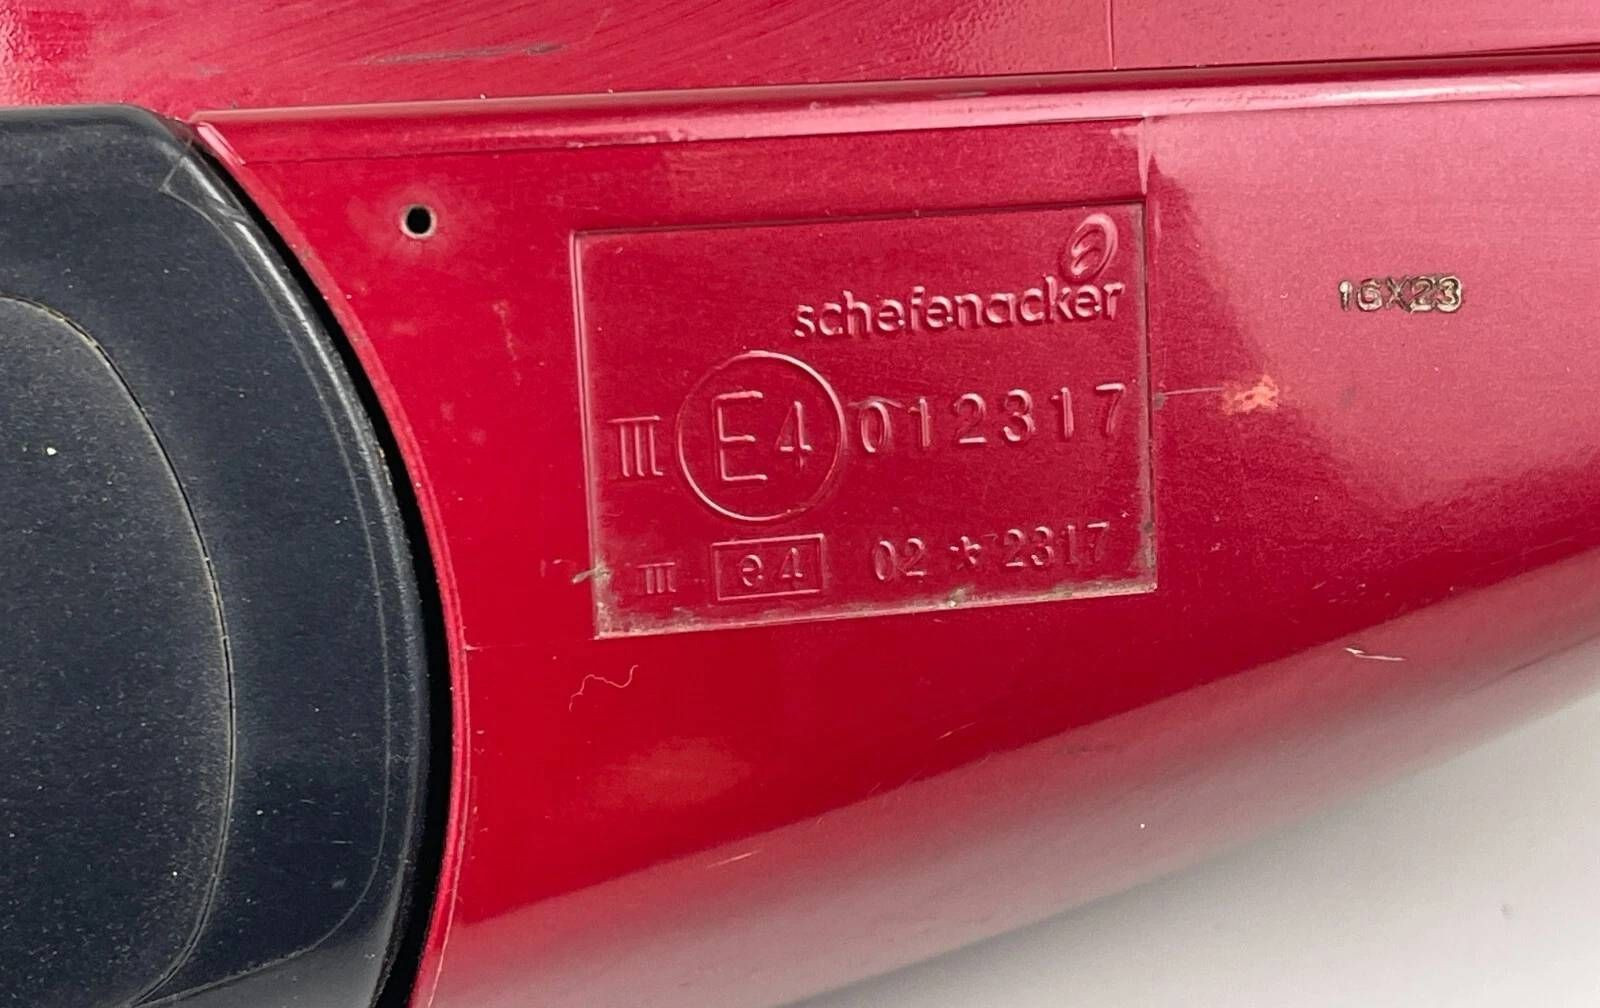 schefenacker
16X23
III E4 012317
III e4 02 * 2317